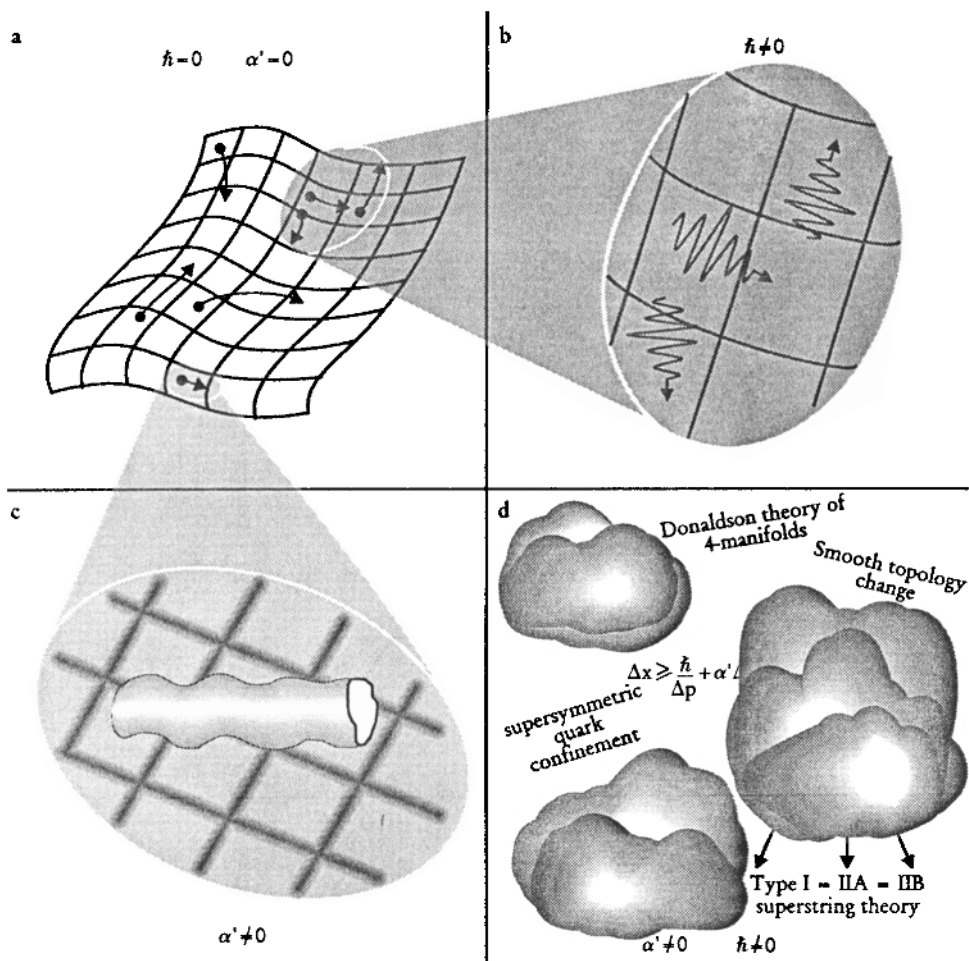 a
ħ=0 α'=0
b
ħ≠0
c
α'≠0
d
Donaldson theory of
4-manifolds
Smooth topology
change
Δx ⩾ ħ/Δp + α'
supersymmetric
quark
confinement
Type I = IIA = IIB
superstring theory
α'≠0 ħ≠0